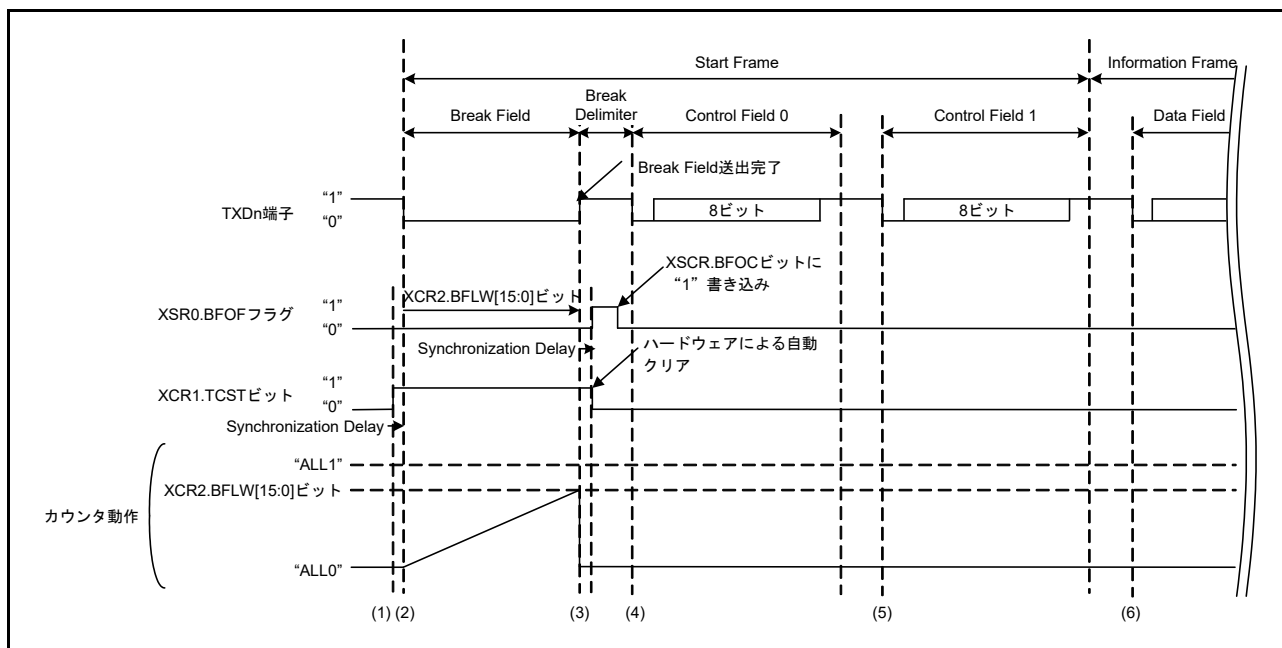 Start Frame
Information Frame
Break Field
Break
Delimiter
Control Field 0
Control Field 1
Data Field
Break Field送出完了
TXDn端子
“1”
“0”
8ビット
8ビット
XSCR.BFOCビットに
“1”書き込み
XCR2.BFLW[15:0]ビット
XSR0.BFOFフラグ
“1”
“0”
Synchronization Delay
ハードウェアによる自動
クリア
XCR1.TCSTビット
“1”
“0”
Synchronization Delay
“ALL1”
XCR2.BFLW[15:0]ビット
カウンタ動作
“ALL0”
(1) (2) (3) (4) (5) (6)